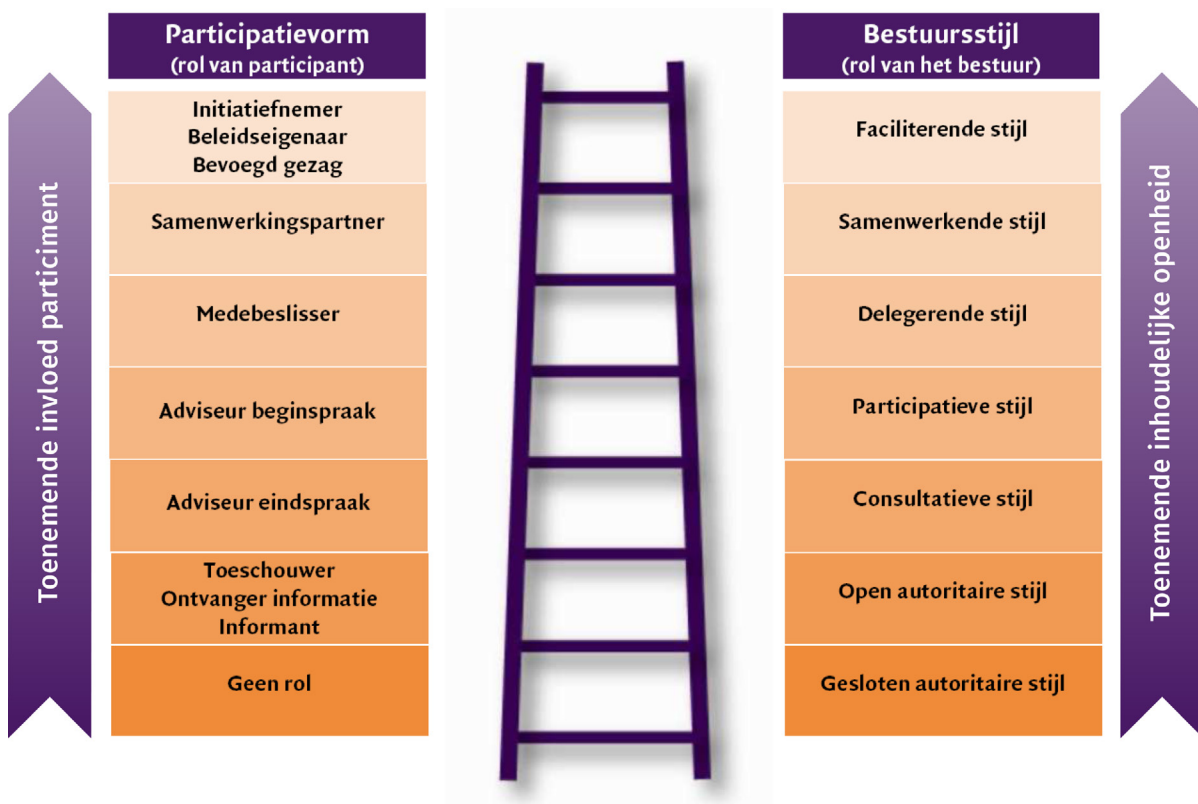 Toenemende invloed particiment
Participatievorm
(rol van participant)
Initiatiefnemer
Beleidseigenaar
Bevoegd gezag
Samenwerkingspartner
Medebeslisser
Adviseur beginspraak
Adviseur eindspraak
Toeschouwer
Ontvanger informatie
Informant
Geen rol
Bestuursstijl
(rol van het bestuur)
Faciliterende stijl
Samenwerkende stijl
Delegerende stijl
Participatieve stijl
Consultatieve stijl
Open autoritaire stijl
Gesloten autoritaire stijl
Toenemende inhoudelijke openheid